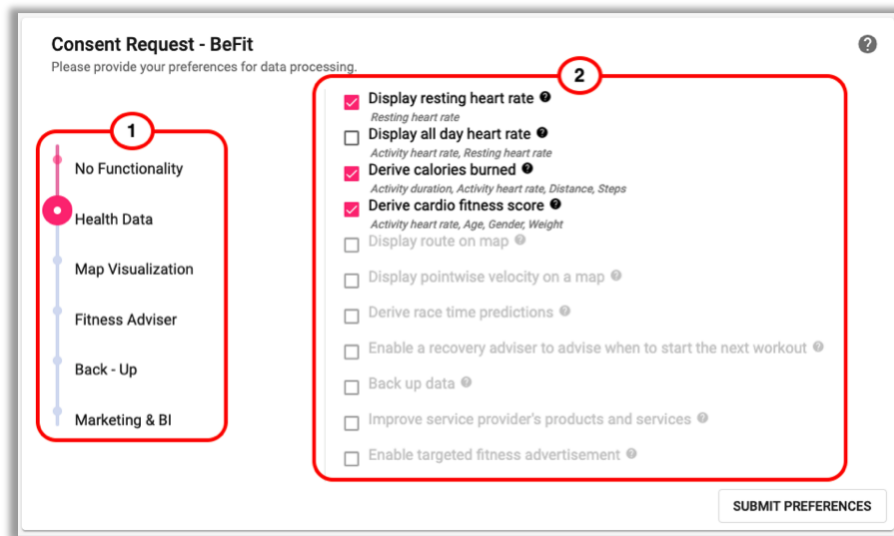 Consent Request - BeFit
Please provide your preferences for data processing.
1
No Functionality
Health Data
Map Visualization
Fitness Adviser
Back - Up
Marketing & BI
2
Display resting heart rate ?
Resting heart rate
Display all day heart rate ?
Activity heart rate, Resting heart rate
Derive calories burned ?
Activity duration, Activity heart rate, Distance, Steps
Derive cardio fitness score ?
Activity heart rate, Age, Gender, Weight
Display route on map ?
Display pointwise velocity on a map ?
Derive race time predictions ?
Enable a recovery adviser to advise when to start the next workout ?
Back up data ?
Improve service provider's products and services ?
Enable targeted fitness advertisement ?
?
SUBMIT PREFERENCES